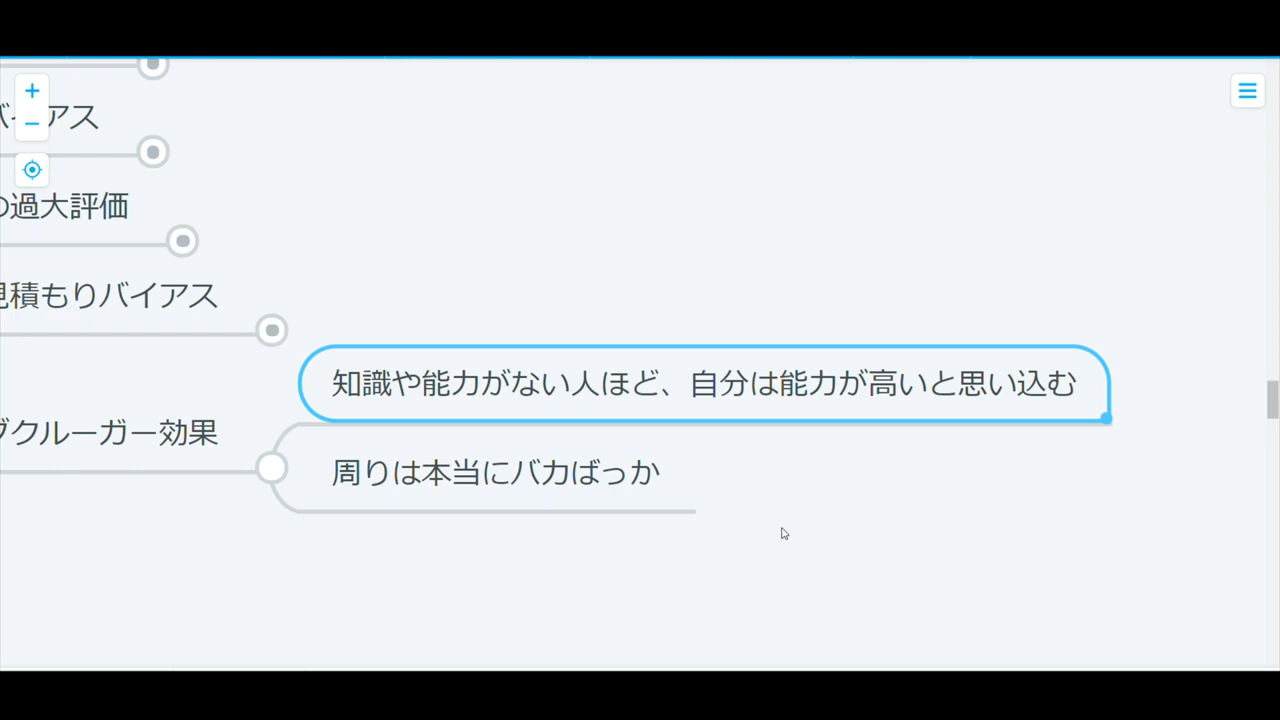 アス
の過大評価
見積もりバイアス
知識や能力がない人ほど、自分は能力が高いと思い込む
グクルーガー効果
周りは本当にバカばっか